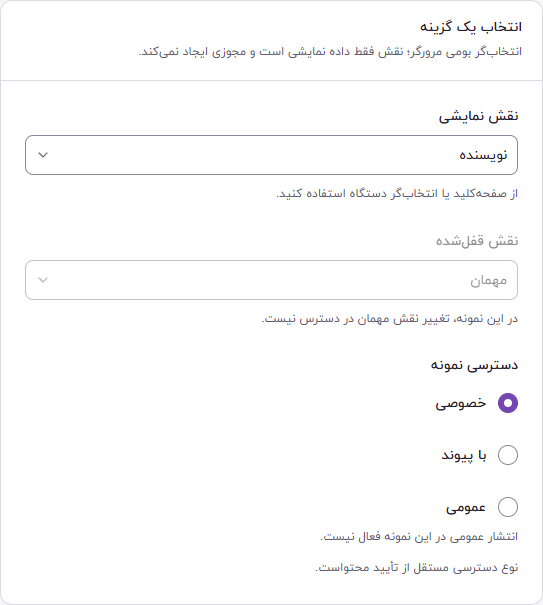 انتخاب یک گزینه
انتخاب‌گر بومی مرورگر؛ نقش فقط داده نمایشی است و مجوزی ایجاد نمی‌کند.
نقش نمایشی
نویسنده
از صفحه‌کلید یا انتخاب‌گر دستگاه استفاده کنید.
نقش قفل‌شده
مهمان
در این نمونه، تغییر نقش مهمان در دسترس نیست.
دسترسی نمونه
خصوصی
با پیوند
عمومی
انتشار عمومی در این نمونه فعال نیست.
نوع دسترسی مستقل از تأیید محتواست.